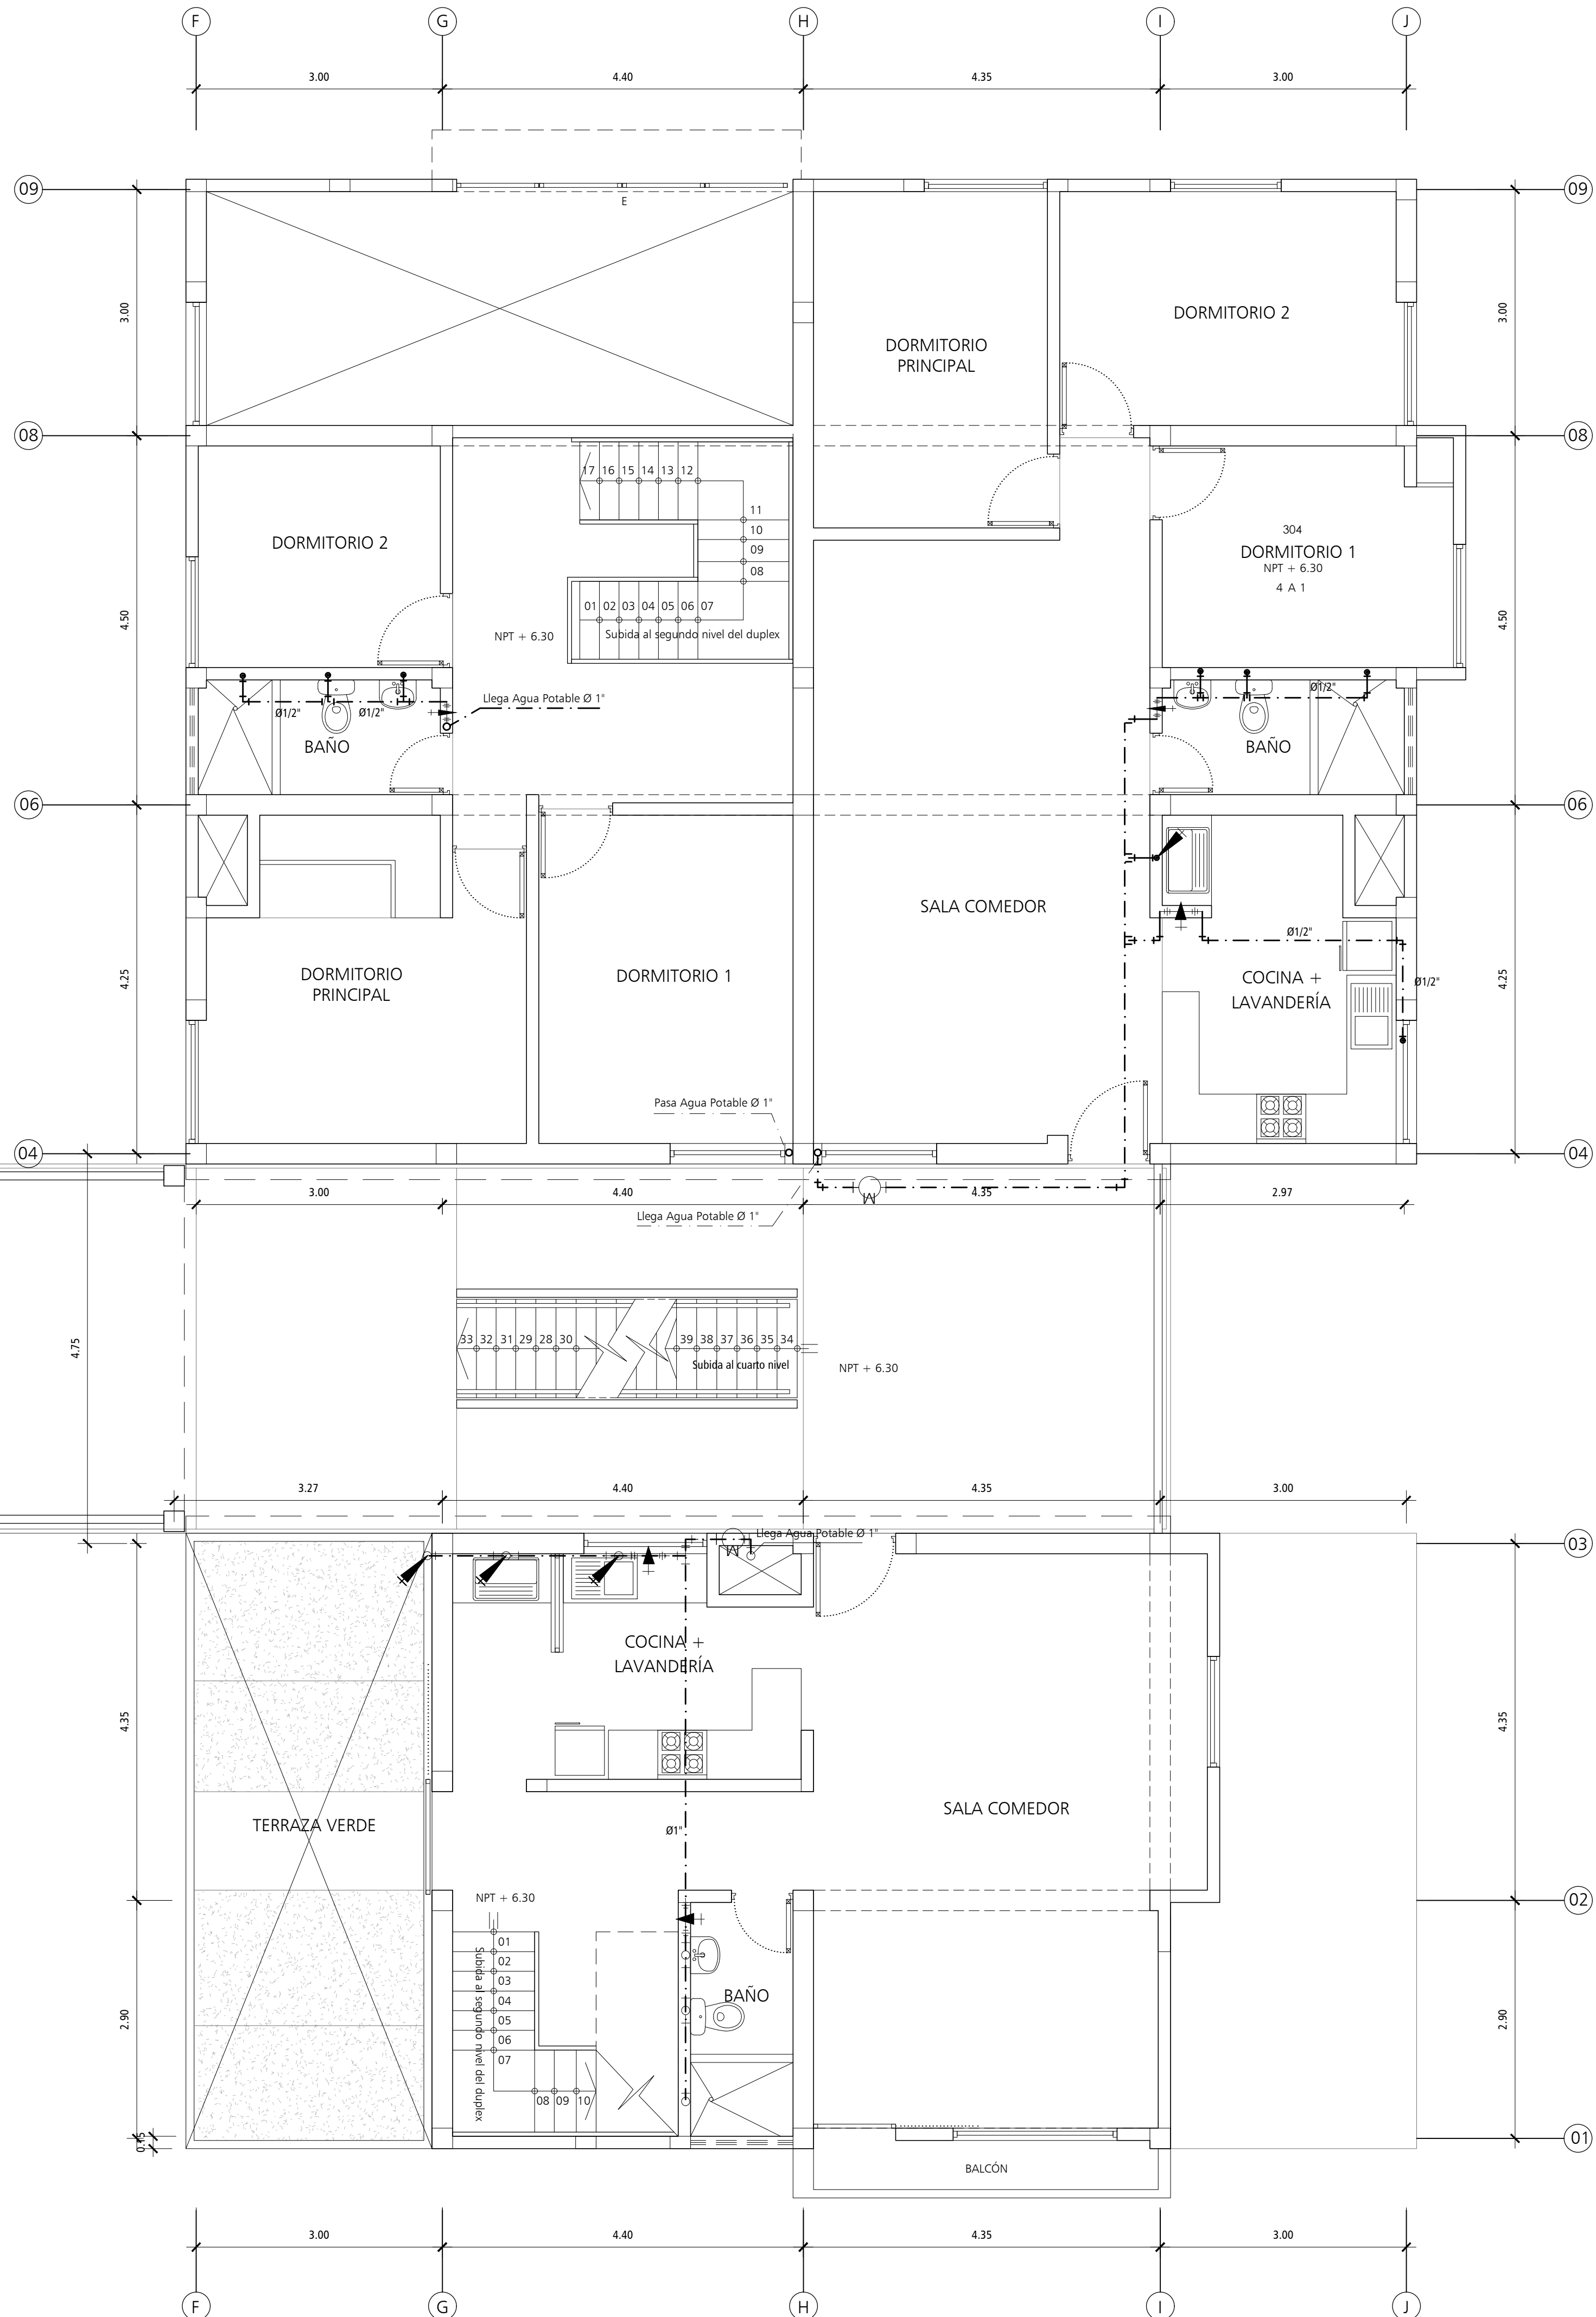 F G H I J
3.00 4.40 4.35 3.00
09 09
E
3.00 3.00
DORMITORIO 2
DORMITORIO
PRINCIPAL
08 08
17 16 15 14 13 12
11
10
09
08
01 02 03 04 05 06 07
Subida al segundo nivel del duplex
DORMITORIO 2
304
DORMITORIO 1
NPT + 6.30
4 A 1
4.50 4.50
NPT + 6.30
Llega Agua Potable Ø 1"
Ø1/2" Ø1/2"
Ø1/2"
BAÑO
BAÑO
06 06
SALA COMEDOR
Ø1/2"
4.25 4.25
DORMITORIO
PRINCIPAL
DORMITORIO 1
COCINA +
LAVANDERÍA
Ø1/2"
Pasa Agua Potable Ø 1"
04 04
M
3.00 4.40 4.35 2.97
Llega Agua Potable Ø 1"
4.75
33 32 31 29 28 30 39 38 37 36 35 34
Subida al cuarto nivel
NPT + 6.30
3.27 4.40 4.35 3.00
Llega Agua Potable Ø 1"
M
03
COCINA +
LAVANDERÍA
4.35 4.35
SALA COMEDOR
TERRAZA VERDE
Ø1"
NPT + 6.30
02
01
02
03
04
05
06
07
08 09 10
Subida al segundo nivel del duplex
BAÑO
2.90 2.90
0.15
01
BALCÓN
3.00 4.40 4.35 3.00
F G H I J